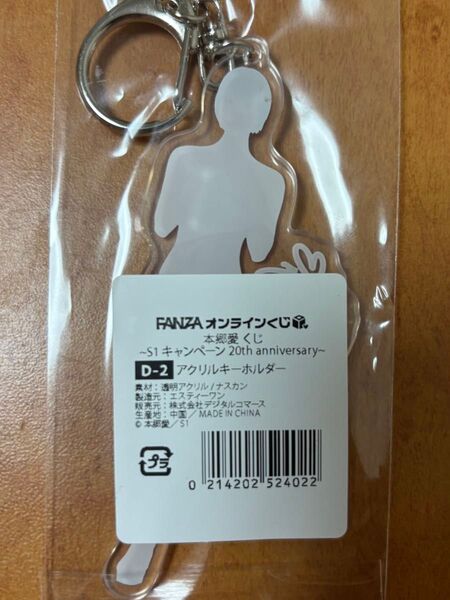 FANZA オンラインくじ
本郷愛 くじ
~S1 キャンペーン 20th anniversary~
D-2 アクリルキーホルダー
素材：透明アクリル / ナスカン
製造元：エスティーワン
販売元：株式会社デジタルコマース
生産地：中国／MADE IN CHINA
© 本郷愛／S1
プラ
0 214202 524022